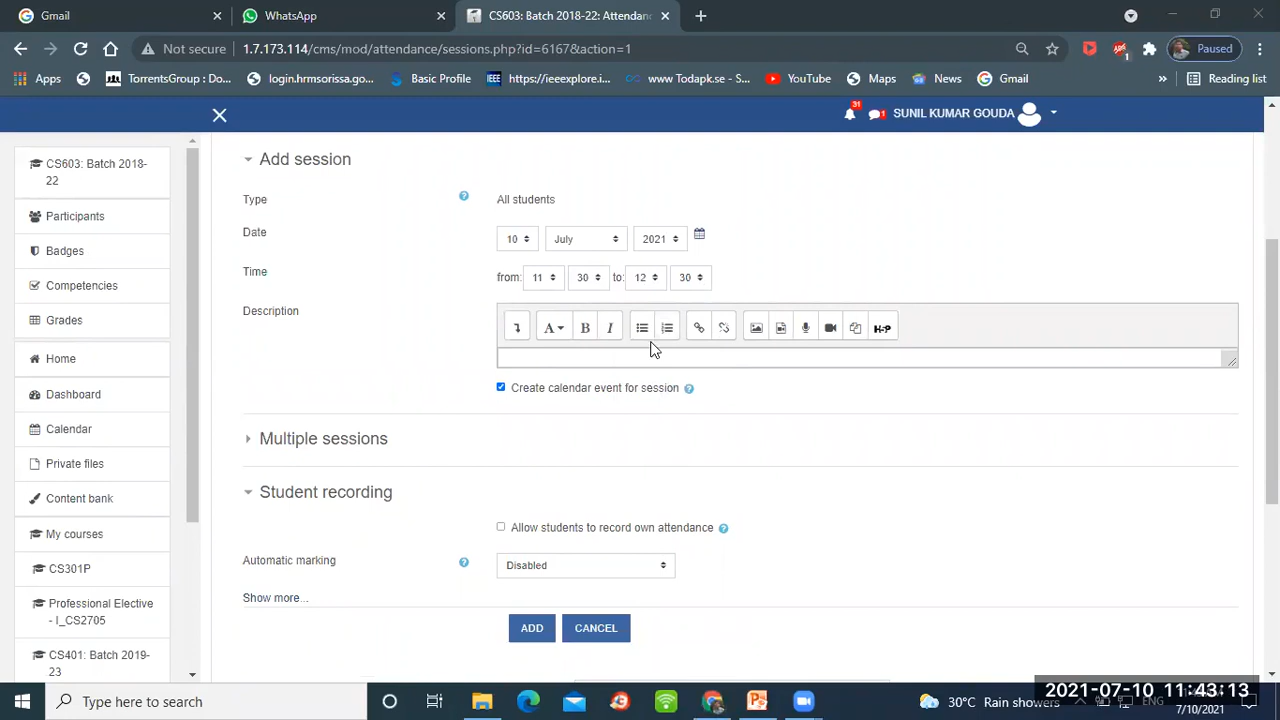 Gmail
WhatsApp
CS603: Batch 2018-22: Attendanc
Not secure 1.7.173.114/cms/mod/attendance/sessions.php?id=6167&action=1
1
Paused
Apps
TorrentsGroup : Do...
login.hrmsorissa.go...
Basic Profile
https://ieeexplore.i...
www Todapk.c... - S...
YouTube
Maps
News
Gmail
»
Reading list
31
1
SUNIL KUMAR GOUDA
CS603: Batch 2018-
22
Participants
Badges
Competencies
Grades
Home
Dashboard
Calendar
Private files
Content bank
My courses
CS301P
Professional Elective
- I_CS2705
CS401: Batch 2019-
23
Add session
Type
All students
Date
10 July 2021
Time
from: 11 30 to: 12 30
Description
A B I
H-P
Create calendar event for session
Multiple sessions
Student recording
Allow students to record own attendance
Automatic marking
Disabled
Show more...
ADD CANCEL
Type here to search
30°C Rain showers
ENG
2021-07-10 11:43:13
7/10/2021